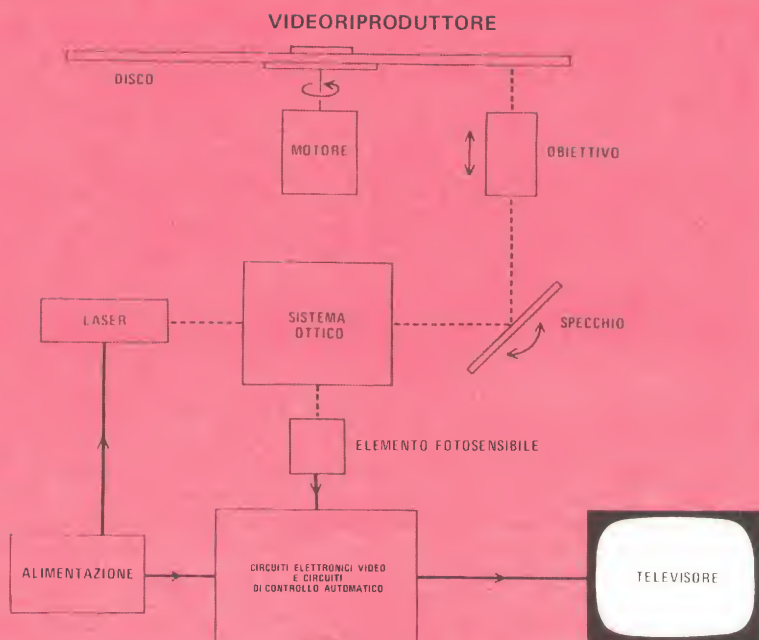 VIDEORIPRODUTTORE
DISCO
MOTORE
OBIETTIVO
LASER
SISTEMA
OTTICO
SPECCHIO
ELEMENTO FOTOSENSIBILE
ALIMENTAZIONE
CIRCUITI ELETTRONICI VIDEO
E CIRCUITI
DI CONTROLLO AUTOMATICO
TELEVISORE